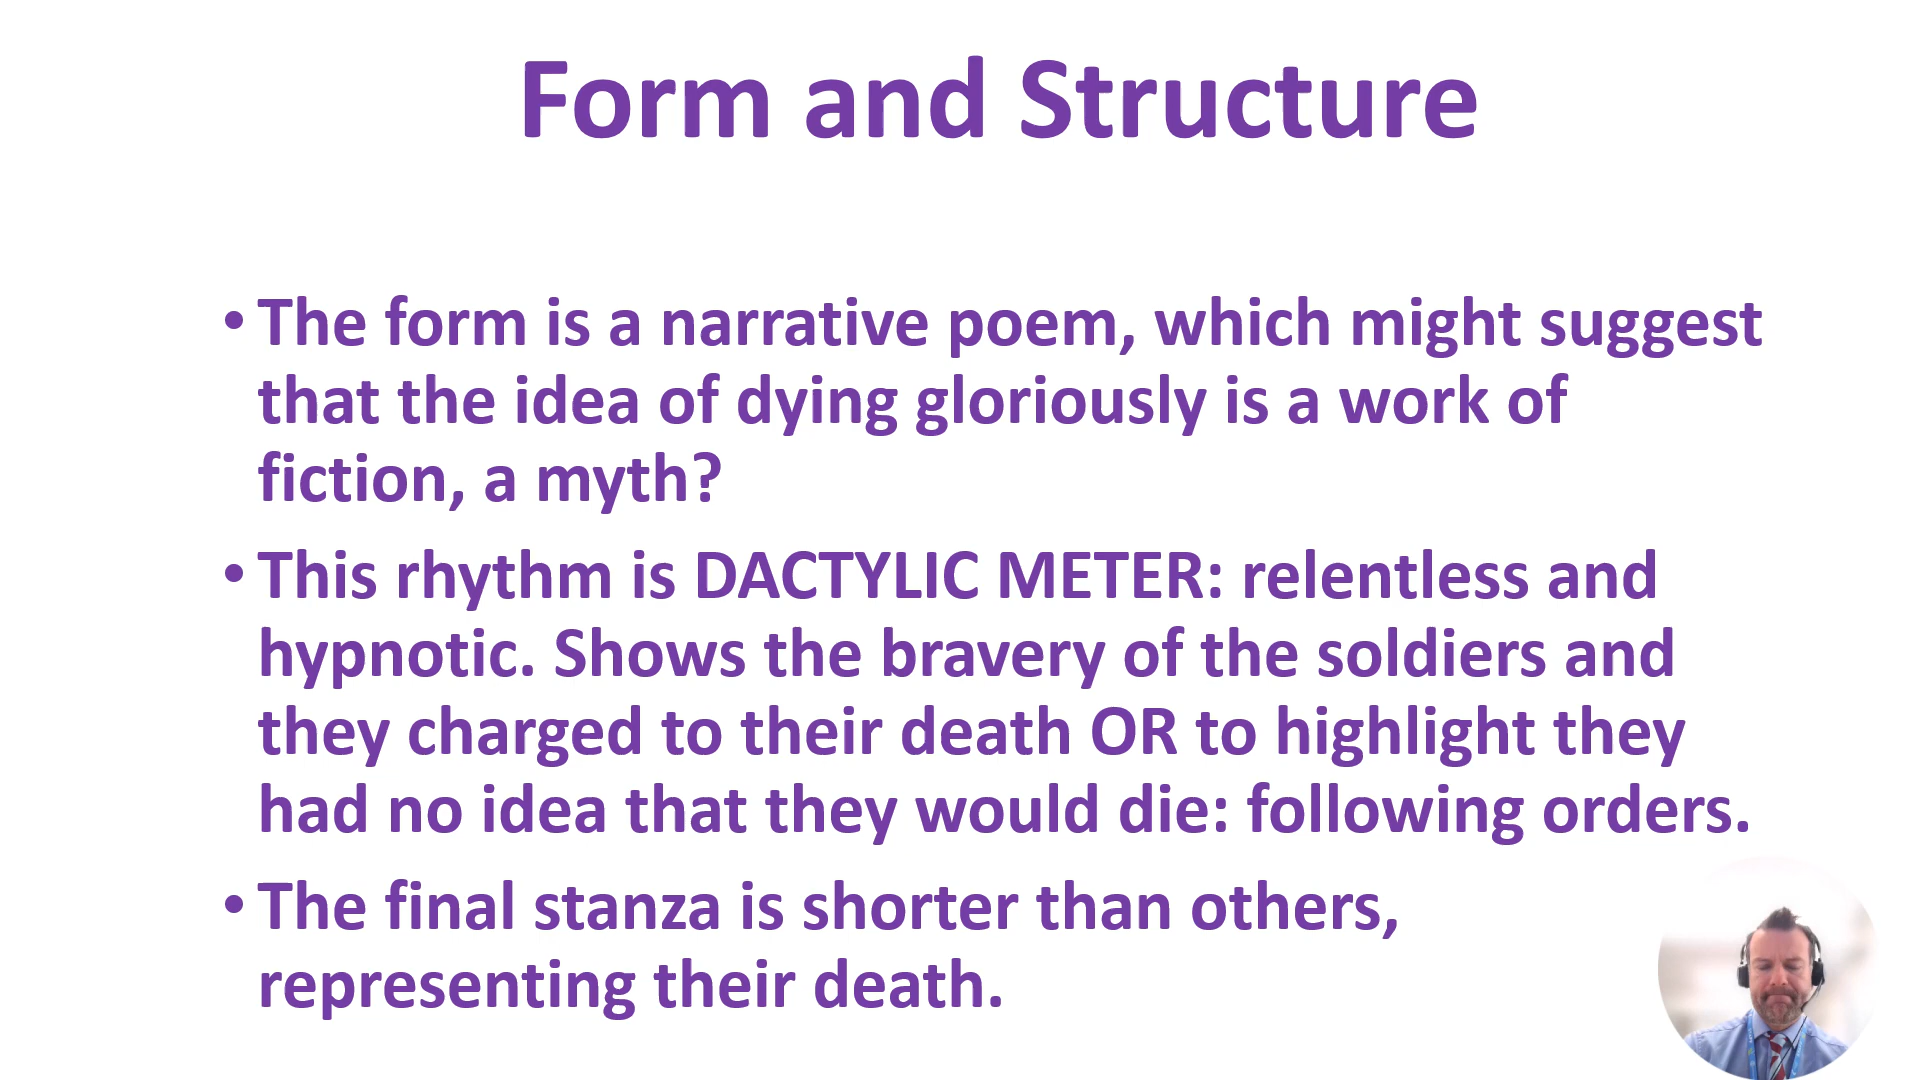 Form and Structure
• The form is a narrative poem, which might suggest
that the idea of dying gloriously is a work of
fiction, a myth?
• This rhythm is DACTYLIC METER: relentless and
hypnotic. Shows the bravery of the soldiers and
they charged to their death OR to highlight they
had no idea that they would die: following orders.
• The final stanza is shorter than others,
representing their death.